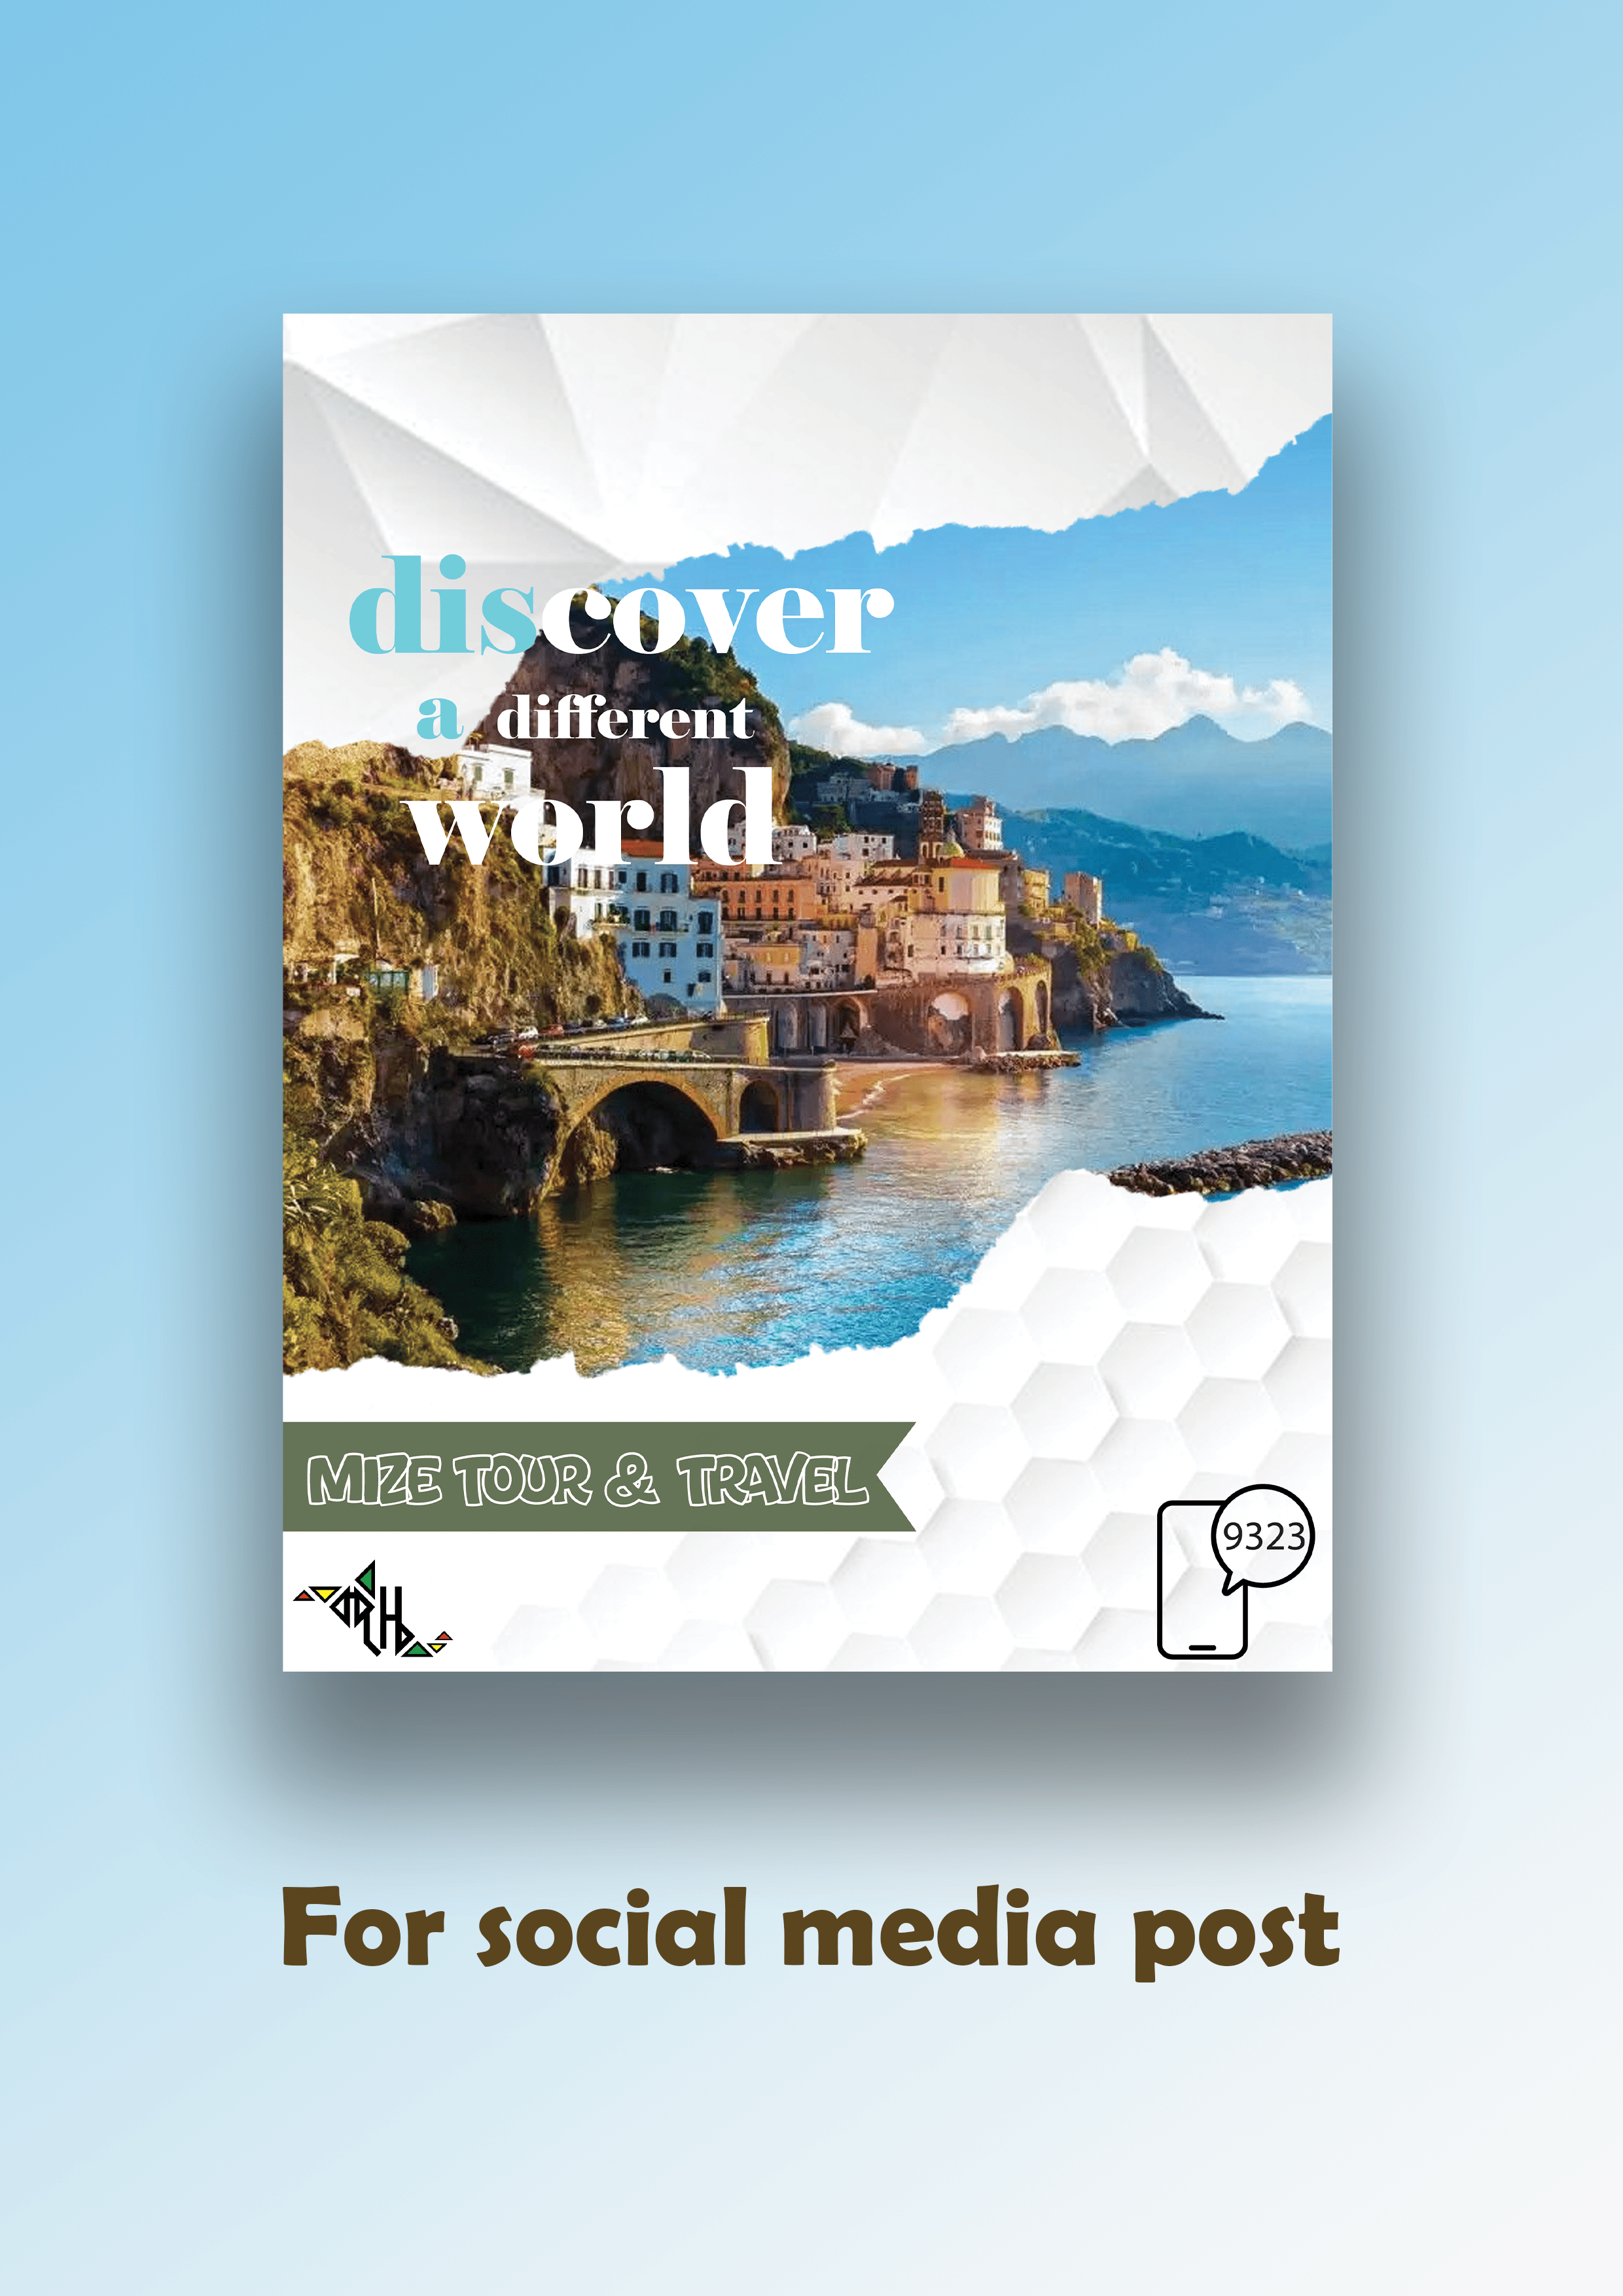 discover
a different
world
MIZE TOUR & TRAVEL
9323
For social media post